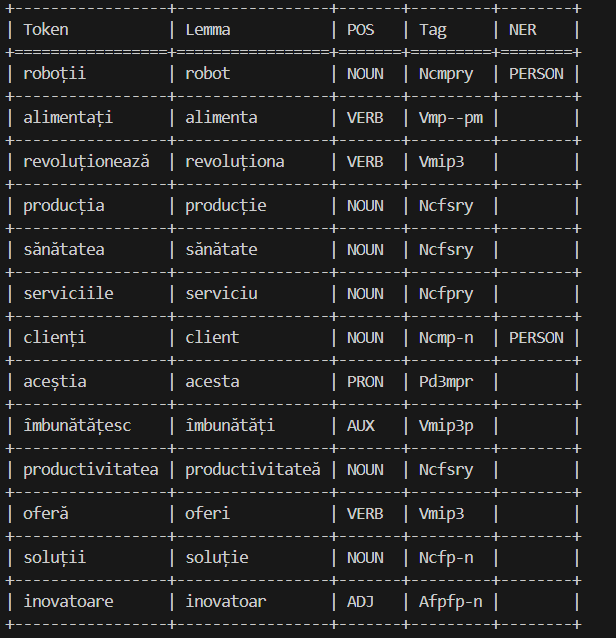 Token Lemma POS Tag NER
roboții robot NOUN Ncmpry PERSON
alimentați alimenta VERB Vmp--pm
revoluționează revoluționa VERB Vmip3
producția producție NOUN Ncfsry
sănătatea sănătate NOUN Ncfsry
serviciile serviciu NOUN Ncfpry
clienți client NOUN Ncmp-n PERSON
aceștia acesta PRON Pd3mpr
îmbunătățesc îmbunătăți AUX Vmip3p
productivitatea productivitateă NOUN Ncfsry
oferă oferi VERB Vmip3
soluții soluție NOUN Ncfp-n
inovatoare inovatoar ADJ Afpfp-n